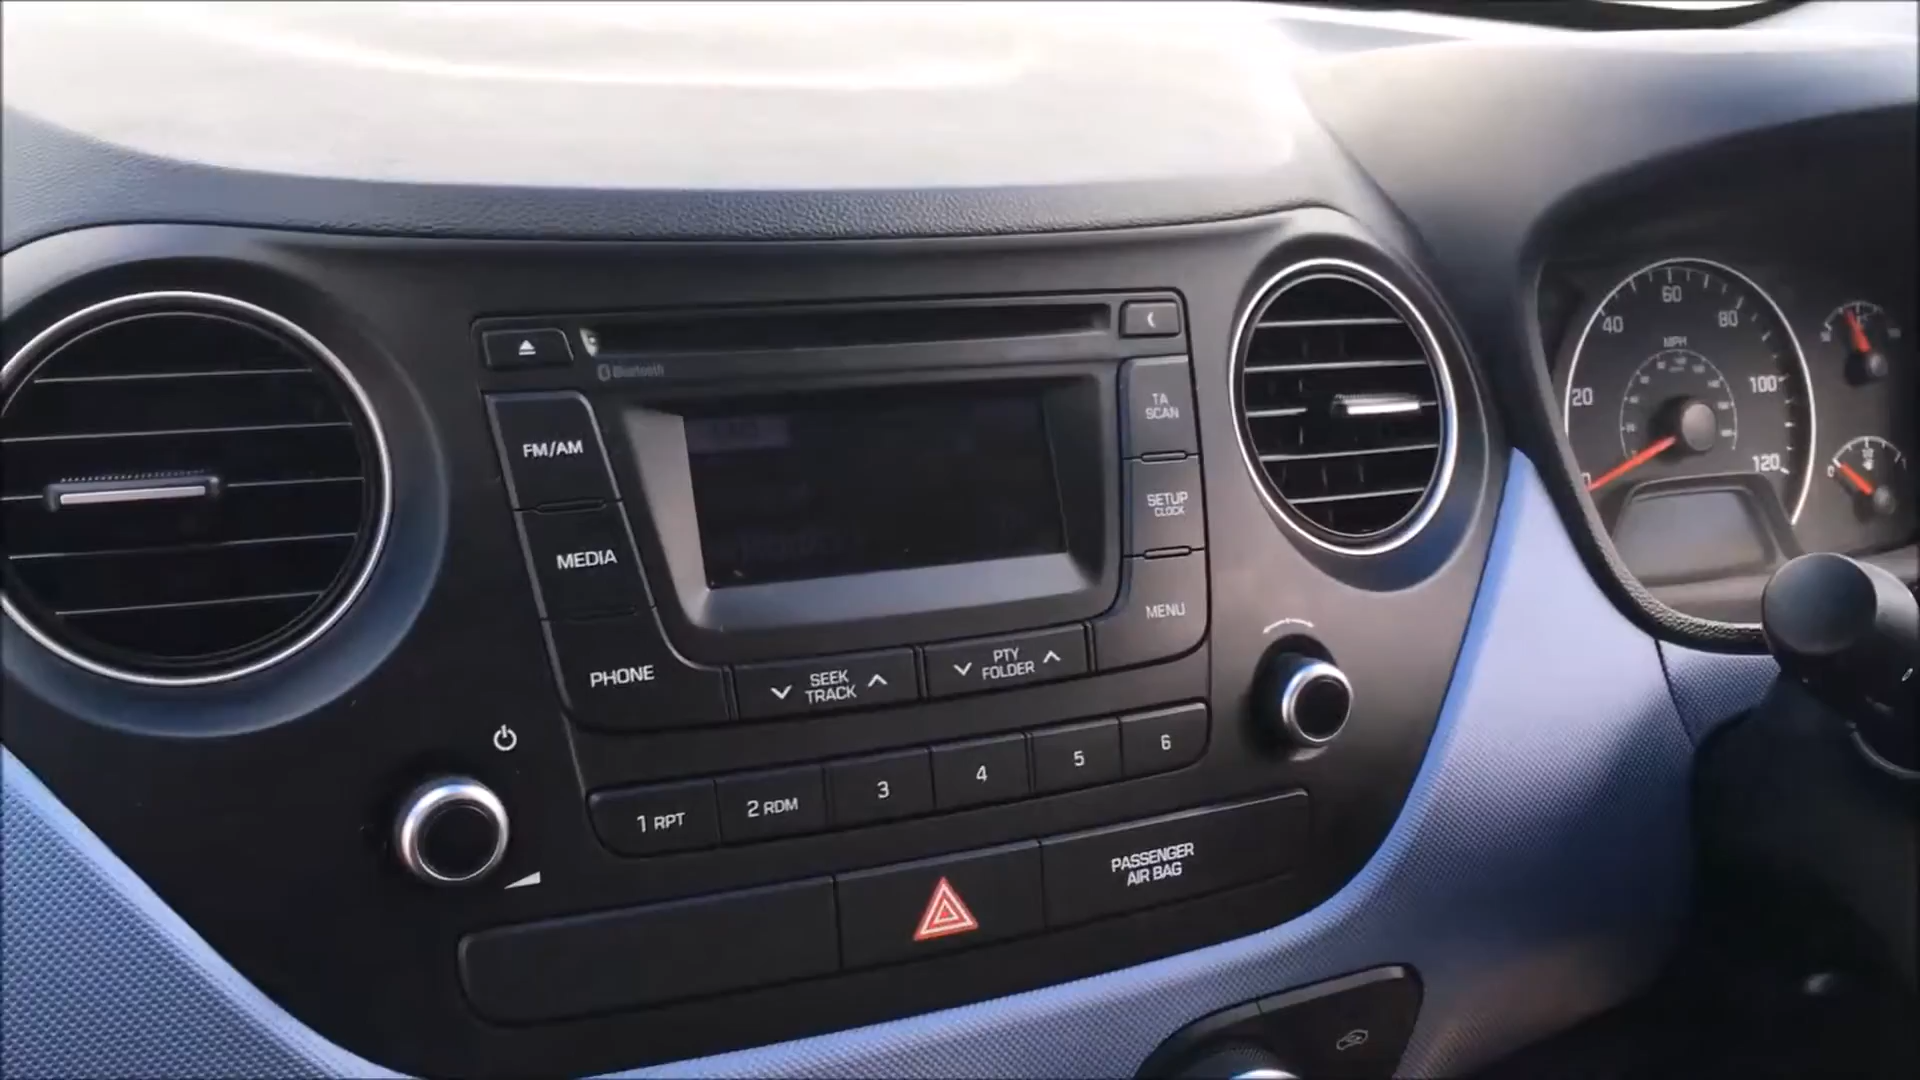 Bluetooth
FM/AM
MEDIA
PHONE
TA
SCAN
SETUP
CLOCK
MENU
SEEK
TRACK
PTY
FOLDER
1 RPT
2 RDM
3
4
5
6
PASSENGER
AIR BAG
20
40
60
80
100
120
MPH